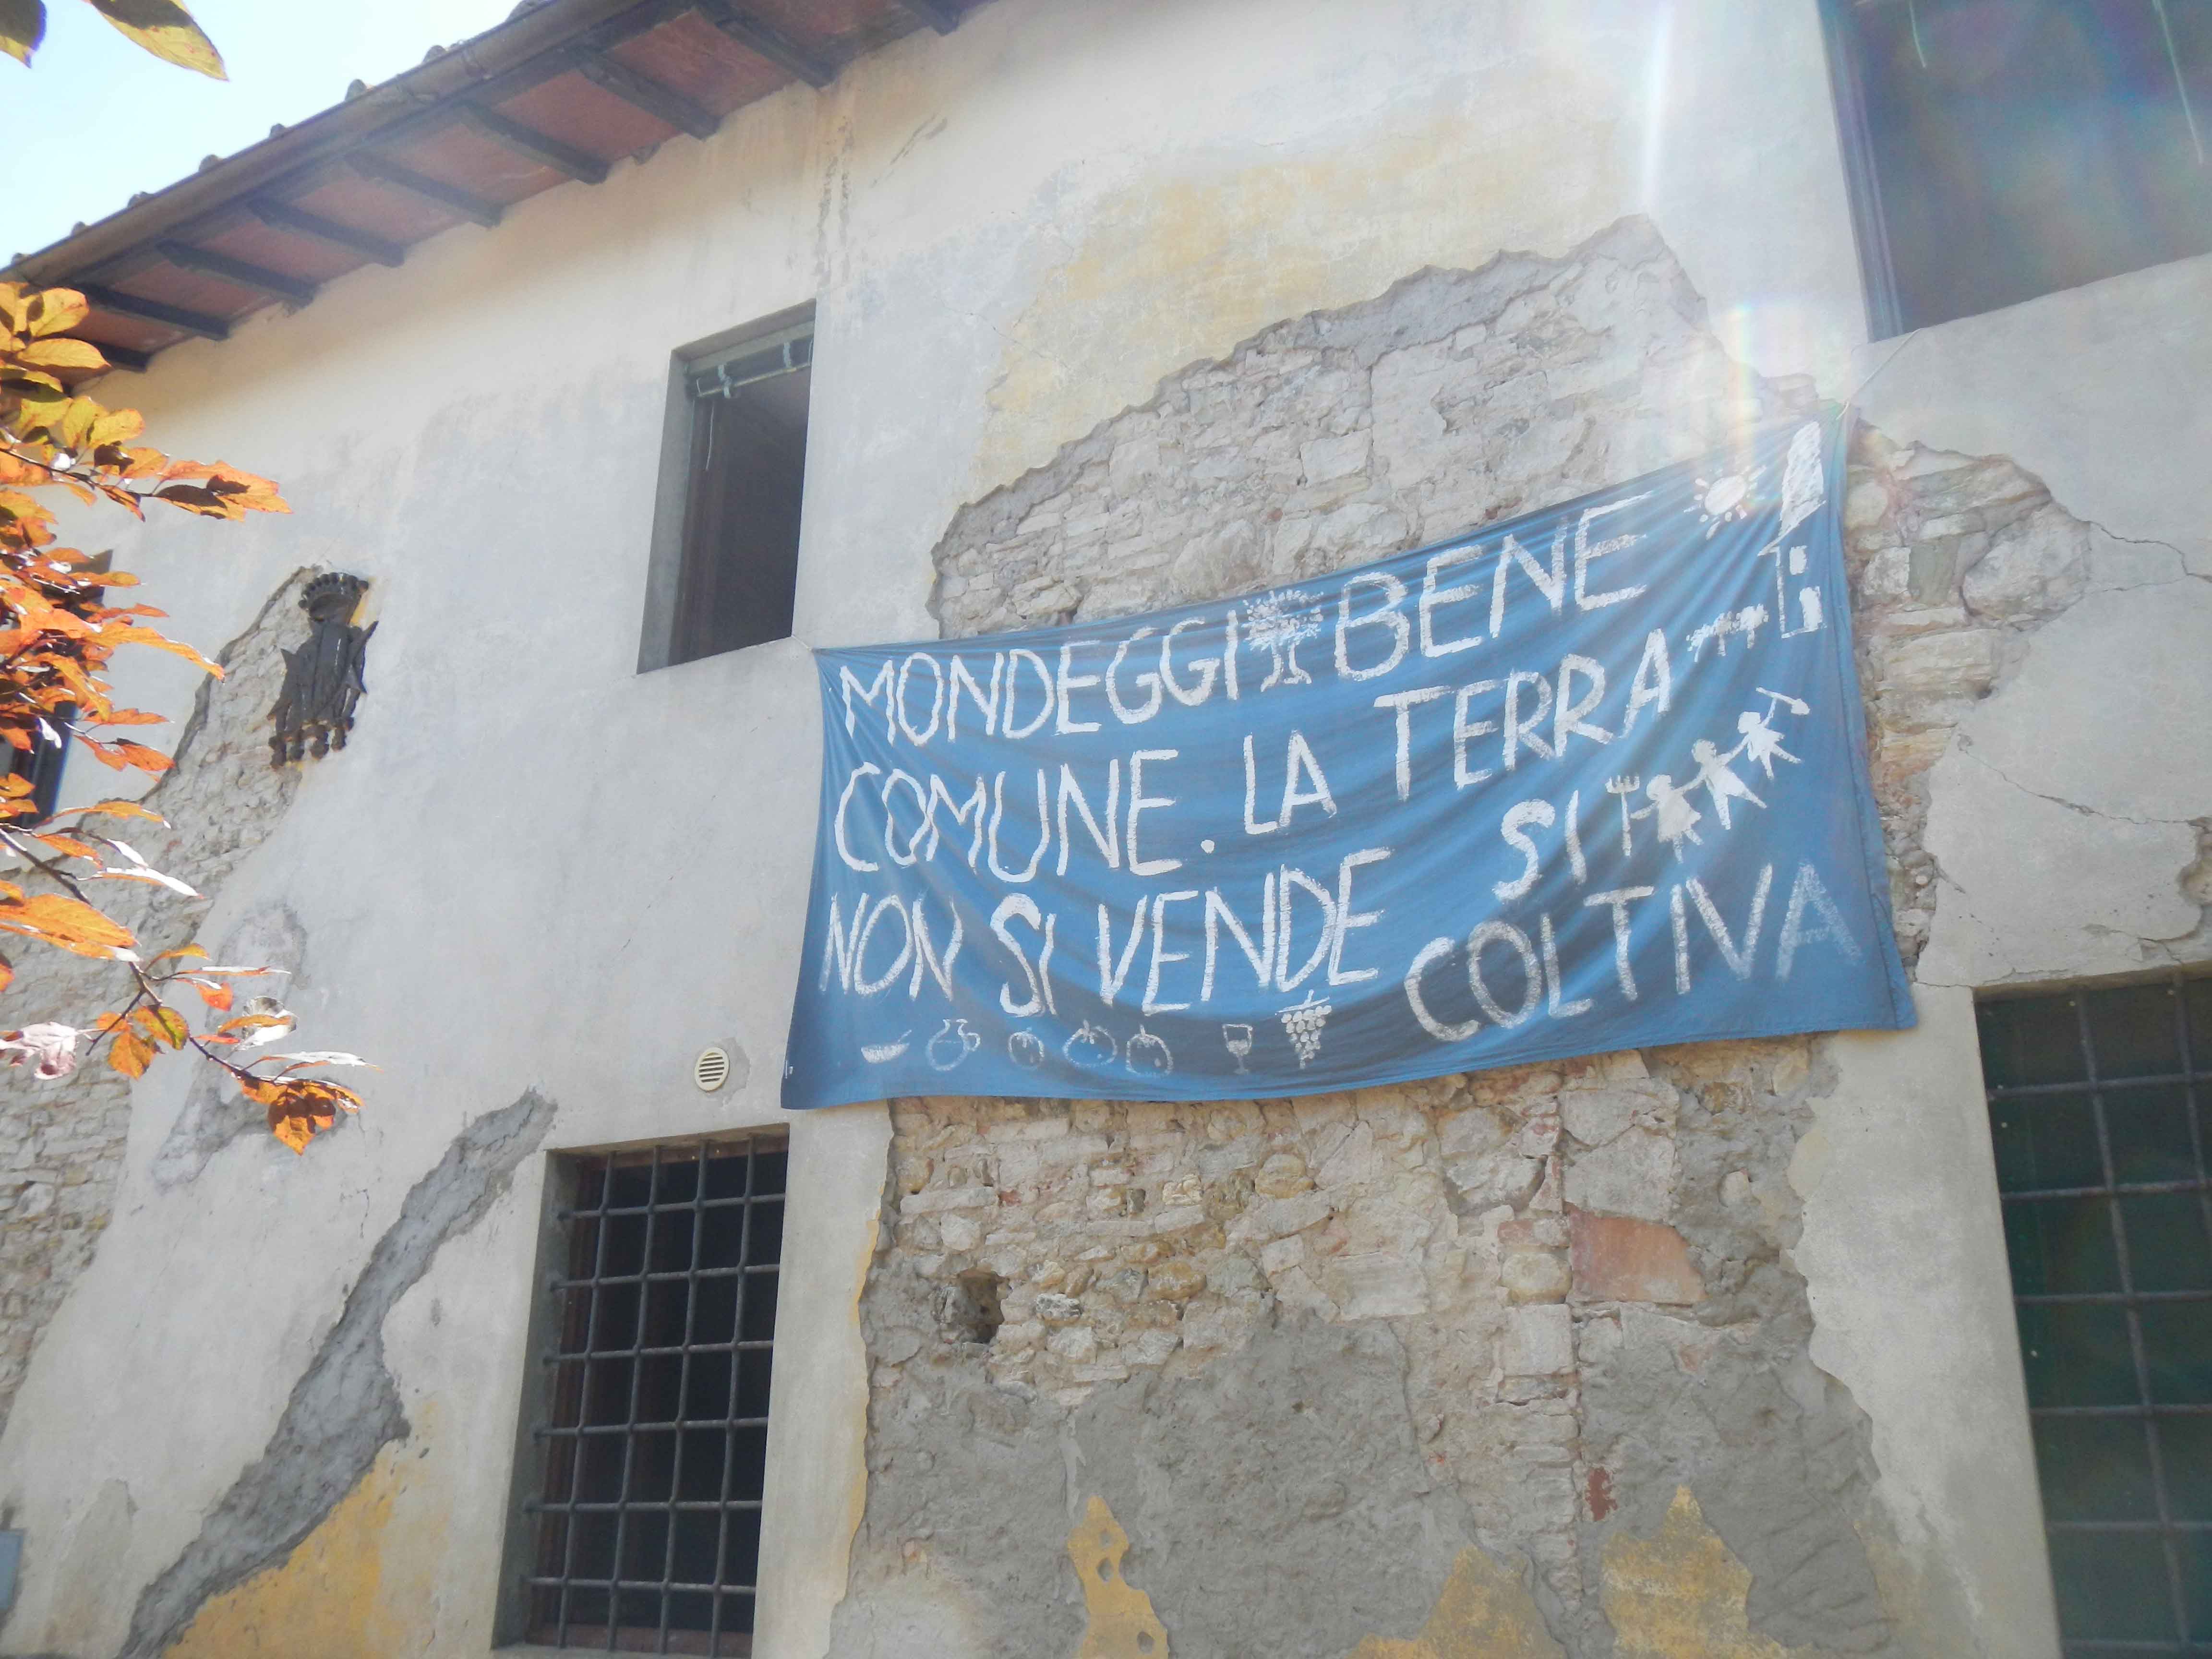 MONDEGGI BENE
COMUNE. LA TERRA
NON SI VENDE SI
COLTIVA